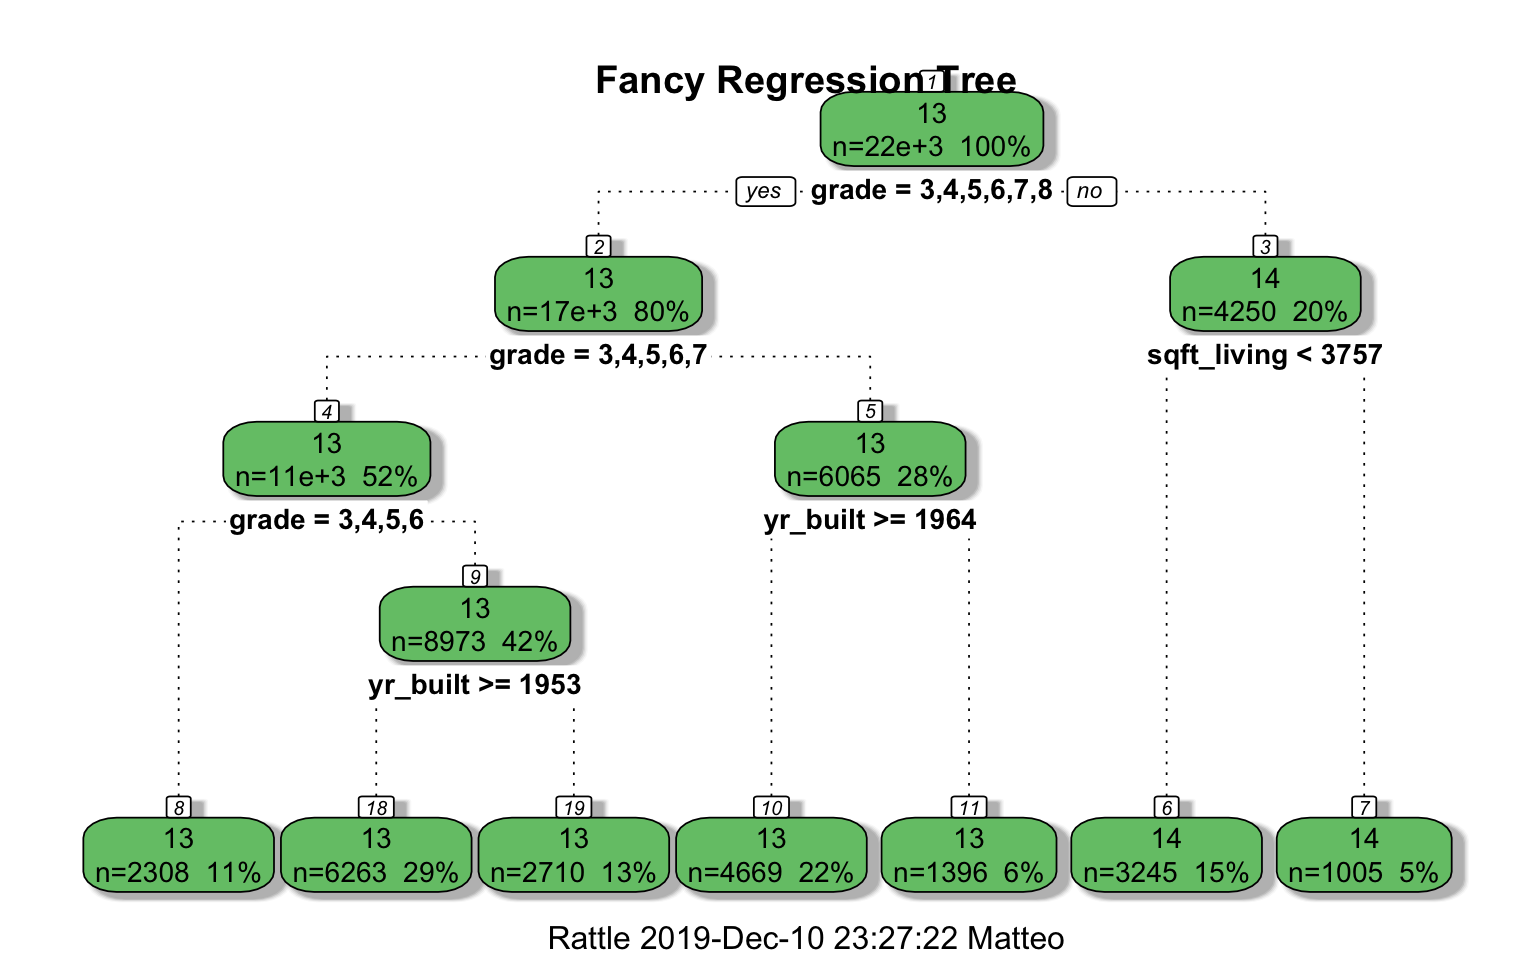 Fancy Regression Tree
1
13
n=22e+3 100%
yes grade = 3,4,5,6,7,8 no
2
13
n=17e+3 80%
3
14
n=4250 20%
grade = 3,4,5,6,7
sqft_living < 3757
4
13
n=11e+3 52%
5
13
n=6065 28%
grade = 3,4,5,6
yr_built >= 1964
9
13
n=8973 42%
yr_built >= 1953
8
13
n=2308 11%
18
13
n=6263 29%
19
13
n=2710 13%
10
13
n=4669 22%
11
13
n=1396 6%
6
14
n=3245 15%
7
14
n=1005 5%
Rattle 2019-Dec-10 23:27:22 Matteo